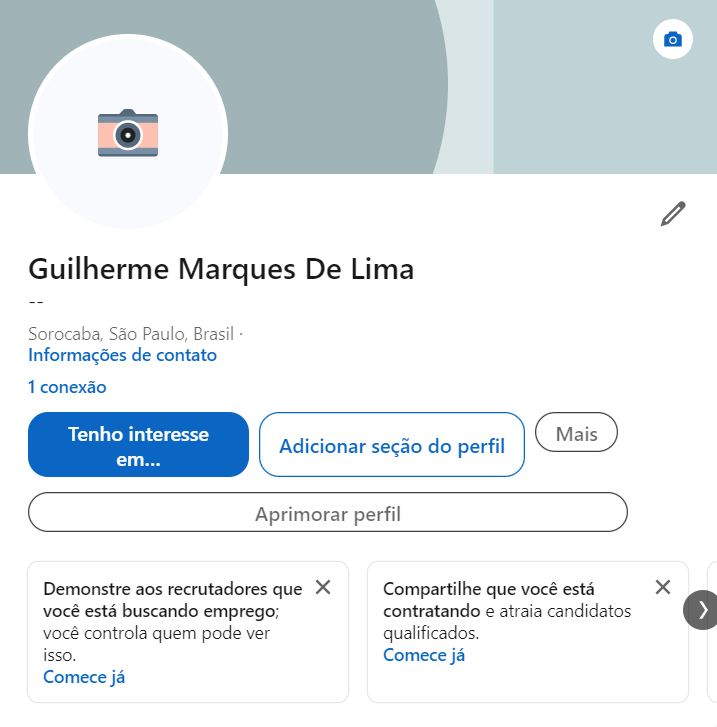 Guilherme Marques De Lima
--
Sorocaba, São Paulo, Brasil ·
Informações de contato
1 conexão
Tenho interesse
em...
Adicionar seção do perfil
Mais
Aprimorar perfil
Demonstre aos recrutadores que
você está buscando emprego;
você controla quem pode ver
isso.
Comece já
Compartilhe que você está
contratando e atraia candidatos
qualificados.
Comece já